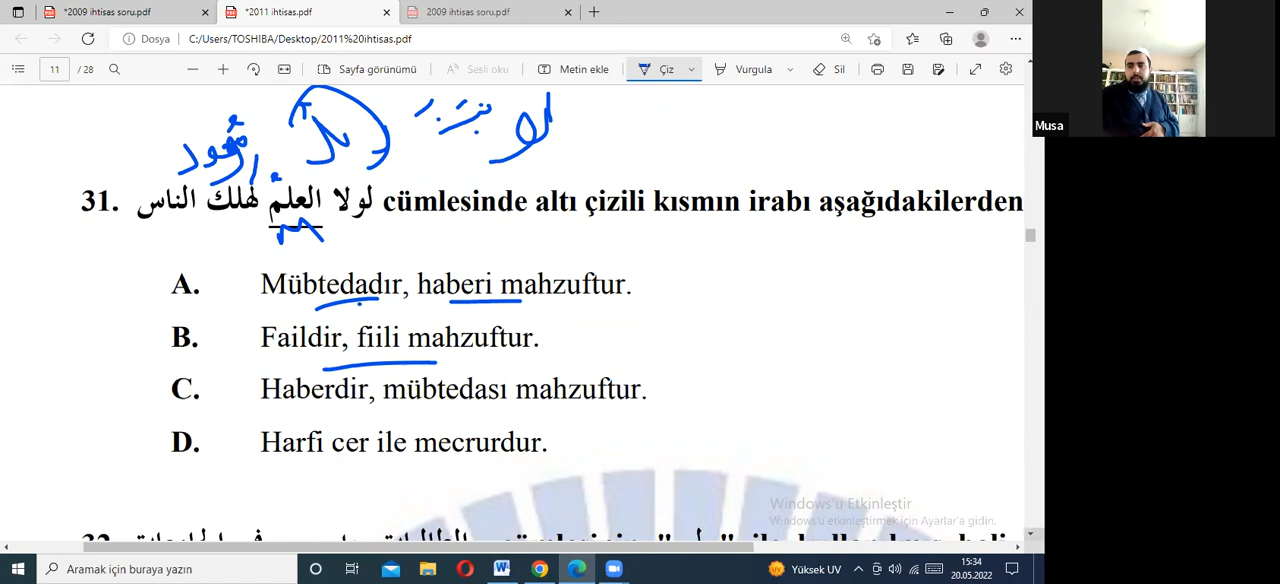 *2009 ihtisas soru.pdf
*2011 ihtisas.pdf
2009 ihtisas soru.pdf
Dosya C:/Users/TOSHIBA/Desktop/2011%20ihtisas.pdf
11 / 28 Sayfa görünümü Sesli oku Metin ekle Çiz Vurgula Sil
Musa
31. لولا العلمُ لهلك الناس cümlesinde altı çizili kısmın irabı aşağıdakilerden
A. Mübtedadır, haberi mahzuftur.
B. Faildir, fiili mahzuftur.
C. Haberdir, mübtedası mahzuftur.
D. Harfi cer ile mecrurdur.
Windows'u Etkinleştir
Windows'u etkinleştirmek için Ayarlar'a gidin.
Aramak için buraya yazın
Yüksek UV
15:34
20.05.2022